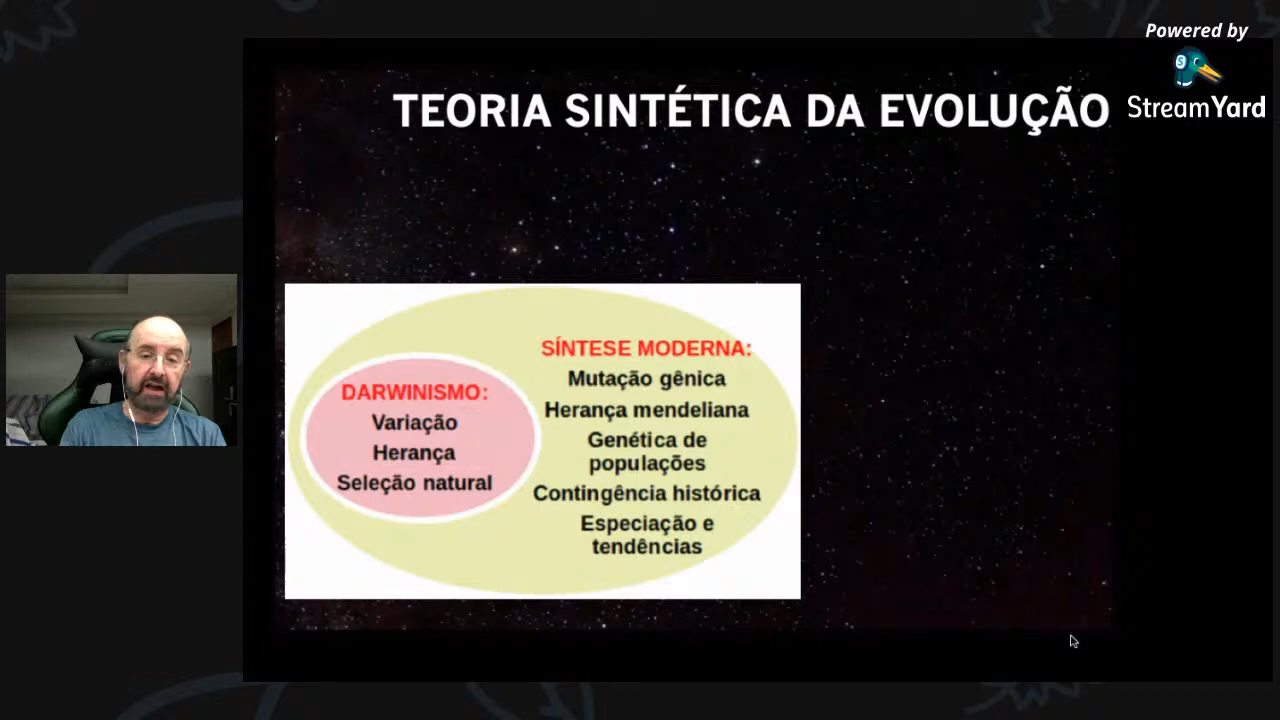 Powered by
StreamYard
TEORIA SINTÉTICA DA EVOLUÇÃO
DARWINISMO:
Variação
Herança
Seleção natural
SÍNTESE MODERNA:
Mutação gênica
Herança mendeliana
Genética de
populações
Contingência histórica
Especiação e
tendências